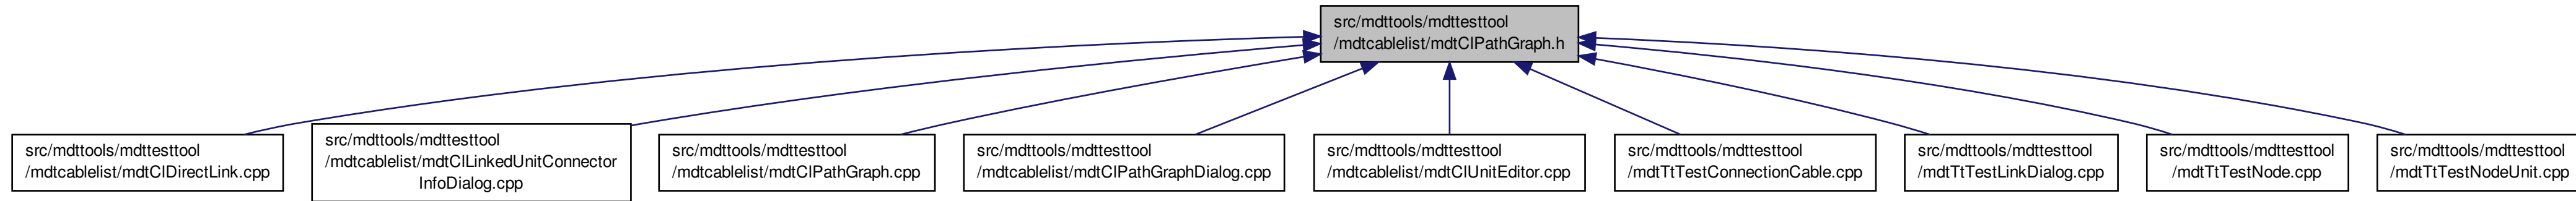 src/mdttools/mdttesttool
/mdtcablelist/mdtClPathGraph.h
src/mdttools/mdttesttool
/mdtcablelist/mdtClDirectLink.cpp
src/mdttools/mdttesttool
/mdtcablelist/mdtClLinkedUnitConnector
InfoDialog.cpp
src/mdttools/mdttesttool
/mdtcablelist/mdtClPathGraph.cpp
src/mdttools/mdttesttool
/mdtcablelist/mdtClPathGraphDialog.cpp
src/mdttools/mdttesttool
/mdtcablelist/mdtClUnitEditor.cpp
src/mdttools/mdttesttool
/mdtTtTestConnectionCable.cpp
src/mdttools/mdttesttool
/mdtTtTestLinkDialog.cpp
src/mdttools/mdttesttool
/mdtTtTestNode.cpp
src/mdttools/mdttesttool
/mdtTtTestNodeUnit.cpp